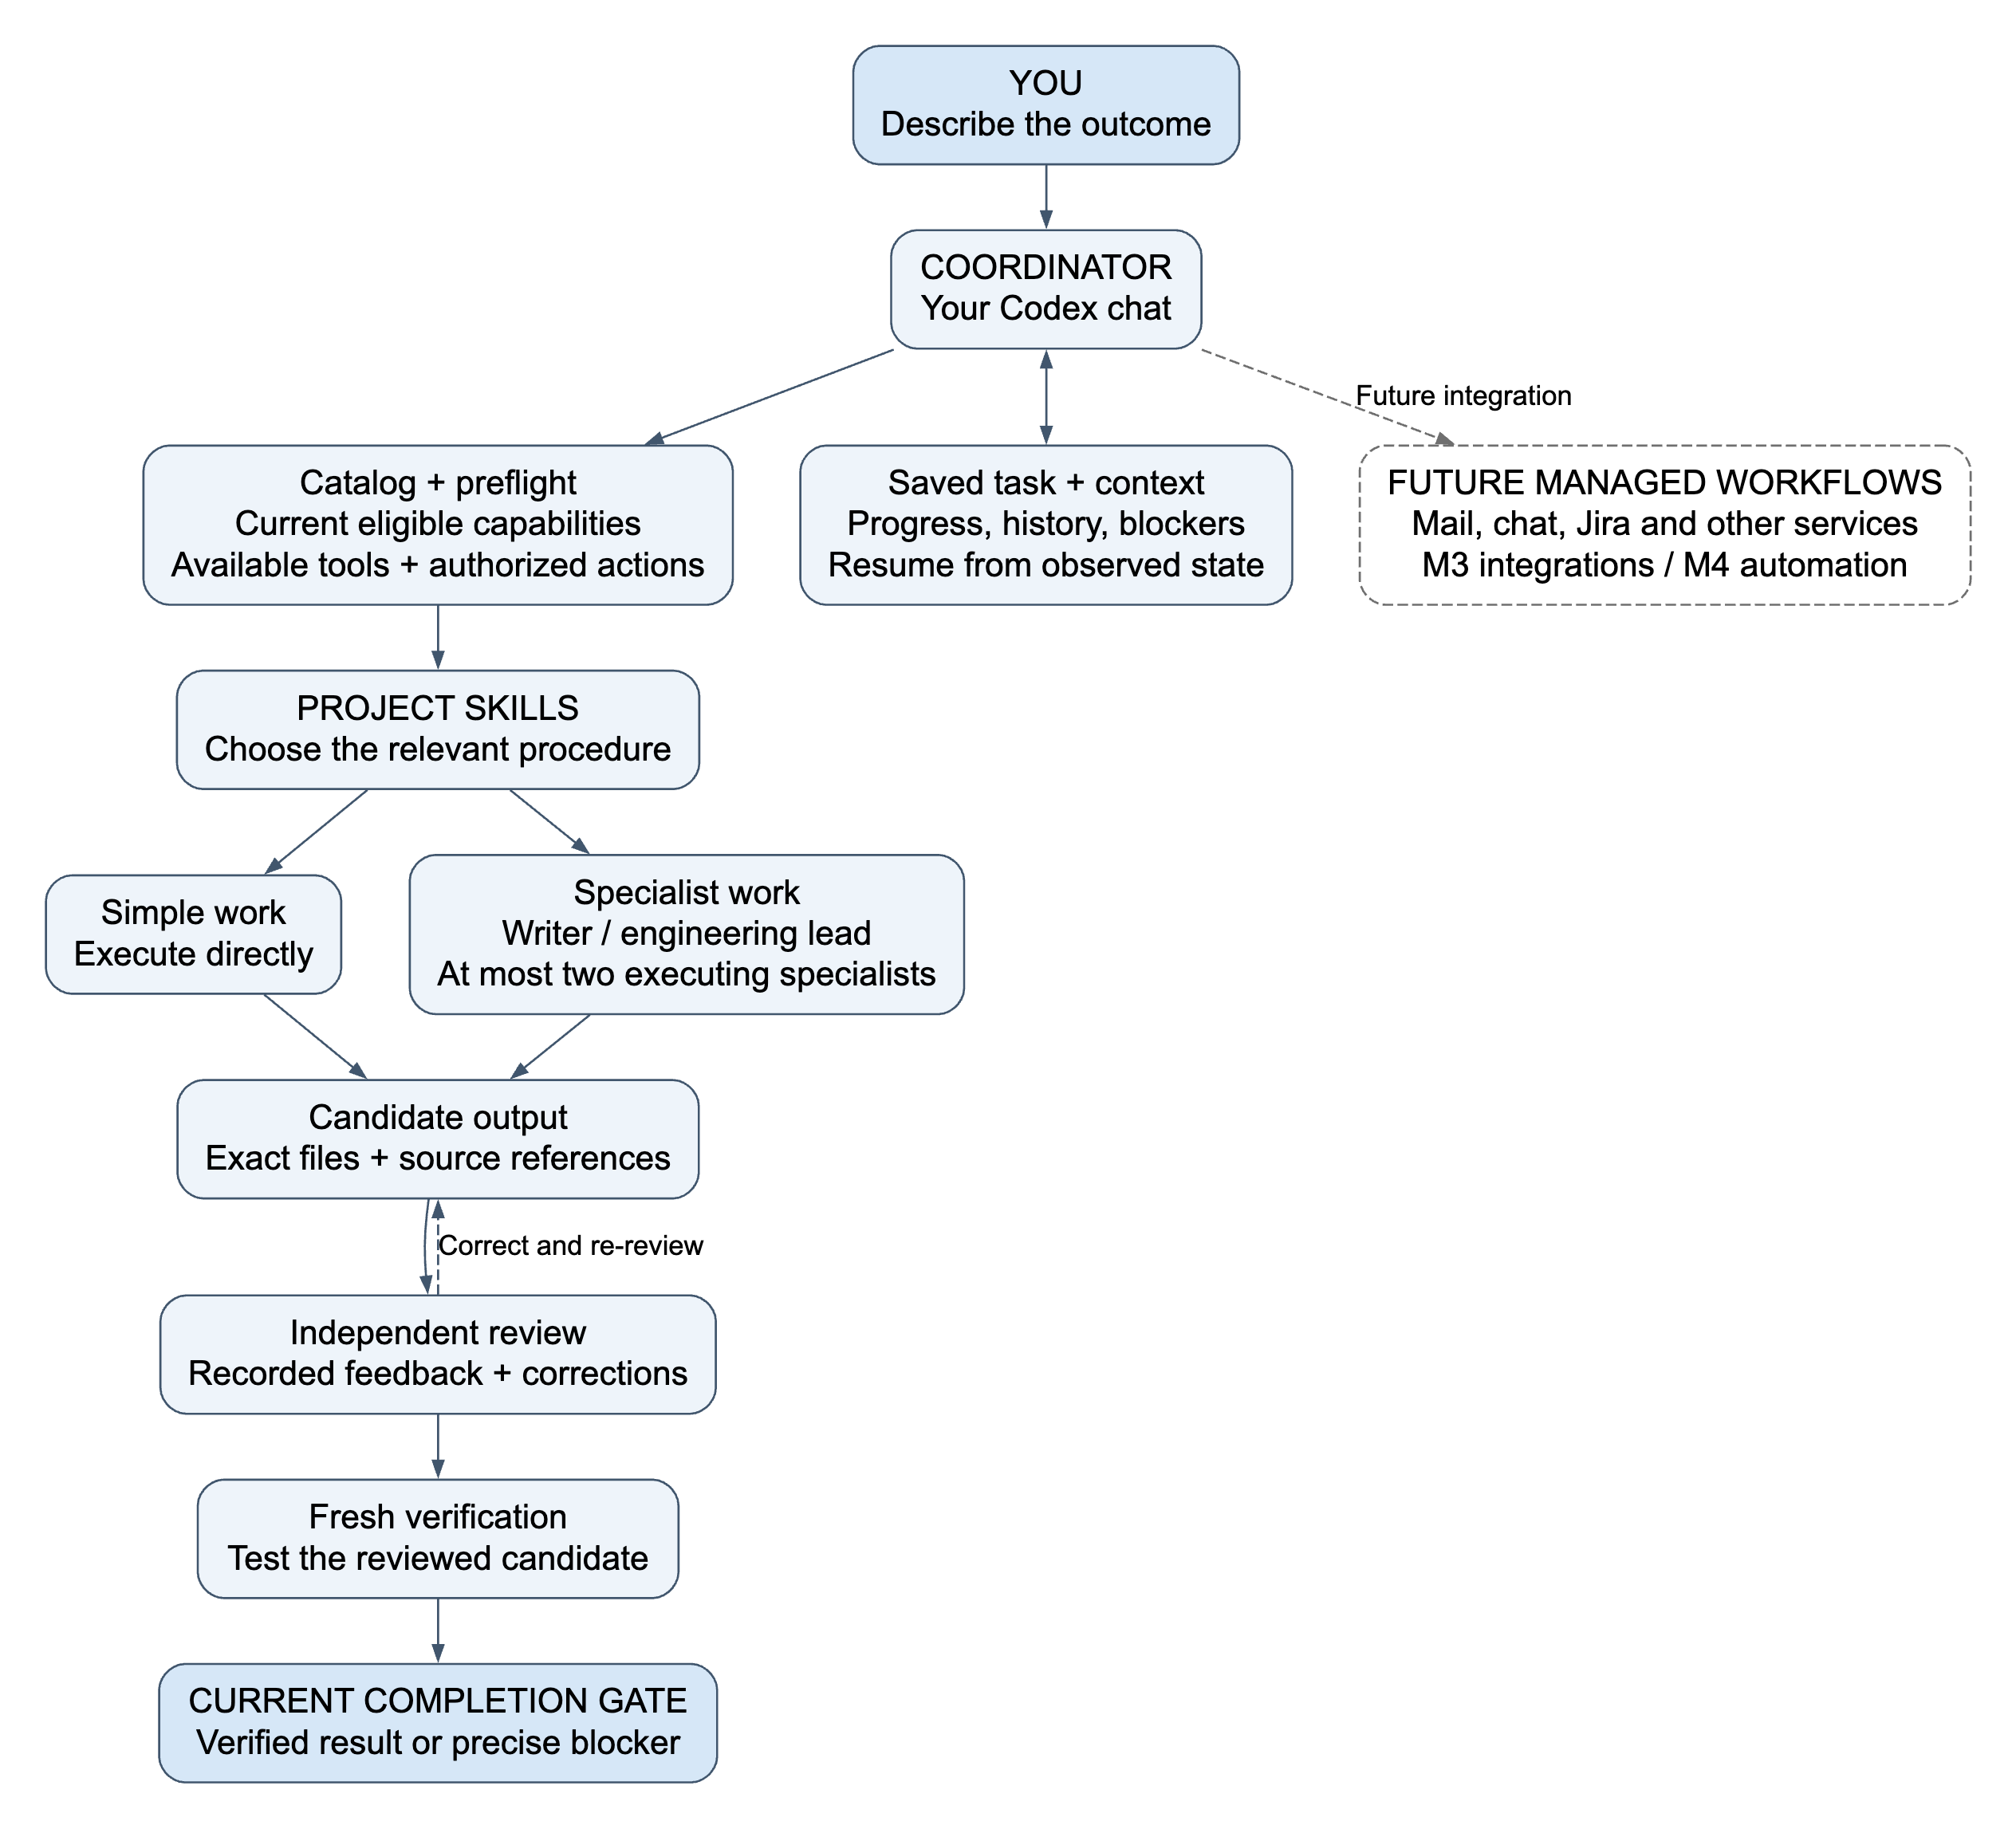 YOU
Describe the outcome
COORDINATOR
Your Codex chat
Future integration
Catalog + preflight
Current eligible capabilities
Available tools + authorized actions
Saved task + context
Progress, history, blockers
Resume from observed state
FUTURE MANAGED WORKFLOWS
Mail, chat, Jira and other services
M3 integrations / M4 automation
PROJECT SKILLS
Choose the relevant procedure
Simple work
Execute directly
Specialist work
Writer / engineering lead
At most two executing specialists
Candidate output
Exact files + source references
Correct and re-review
Independent review
Recorded feedback + corrections
Fresh verification
Test the reviewed candidate
CURRENT COMPLETION GATE
Verified result or precise blocker